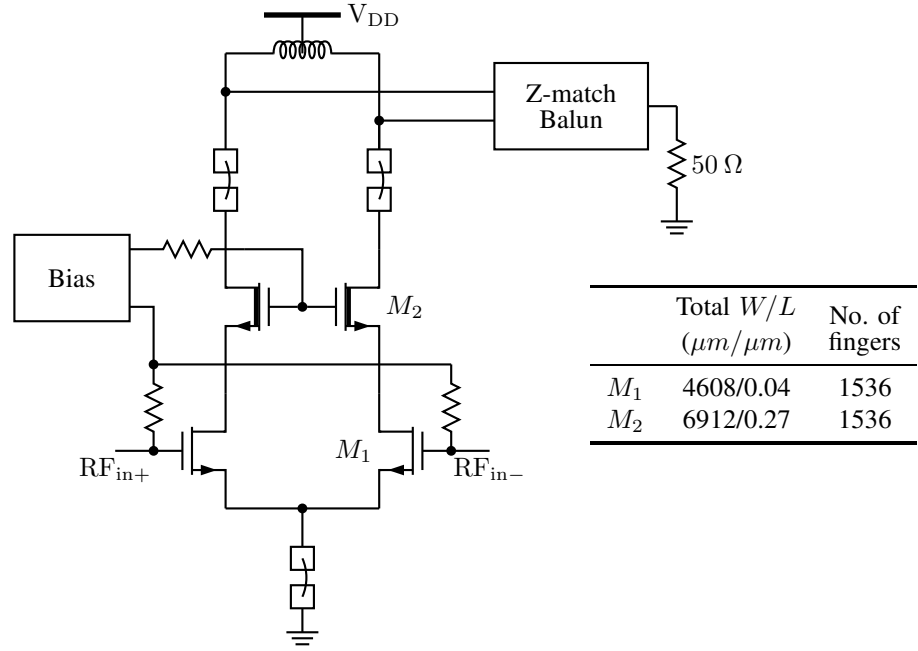 V_DD
Z-match
Balun
50 Ω
Bias
M_2
M_1
RF_in+
RF_in−
Total W/L No. of
(μm/μm) fingers
M_1 4608/0.04 1536
M_2 6912/0.27 1536